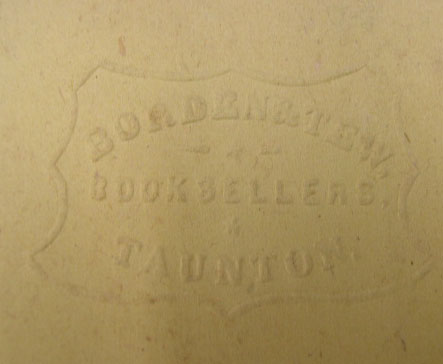 BORDEN & TEW,
BOOKSELLERS,
TAUNTON.